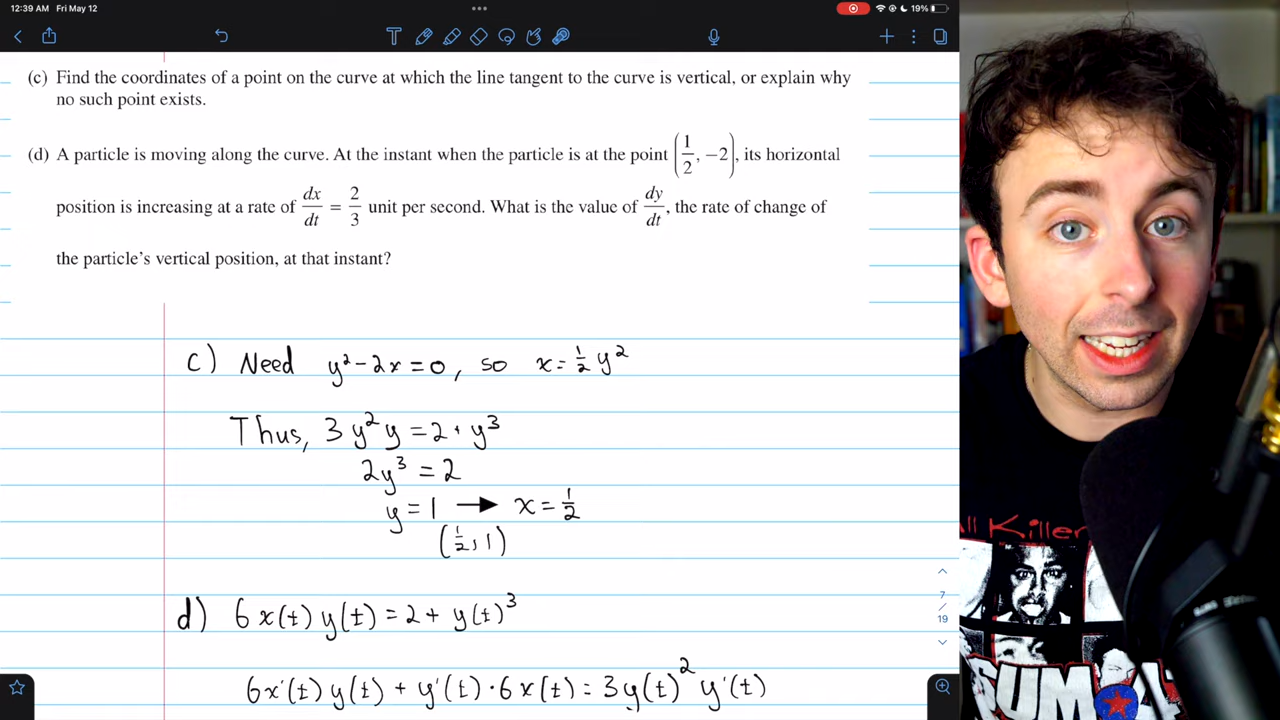 12:39 AM Fri May 12
19%
(c) Find the coordinates of a point on the curve at which the line tangent to the curve is vertical, or explain why
no such point exists.
(d) A particle is moving along the curve. At the instant when the particle is at the point (1/2, −2), its horizontal
position is increasing at a rate of dx/dt = 2/3 unit per second. What is the value of dy/dt, the rate of change of
the particle's vertical position, at that instant?
c) Need y²-2x=0, so x=½y²
Thus, 3y²y=2+y³
2y³=2
y=1 → x=½
(½,1)
d) 6x(t)y(t)=2+y(t)³
6x'(t)y(t)+y'(t)·6x(t)=3y(t)²y'(t)
7
/
19
Killer
SUM